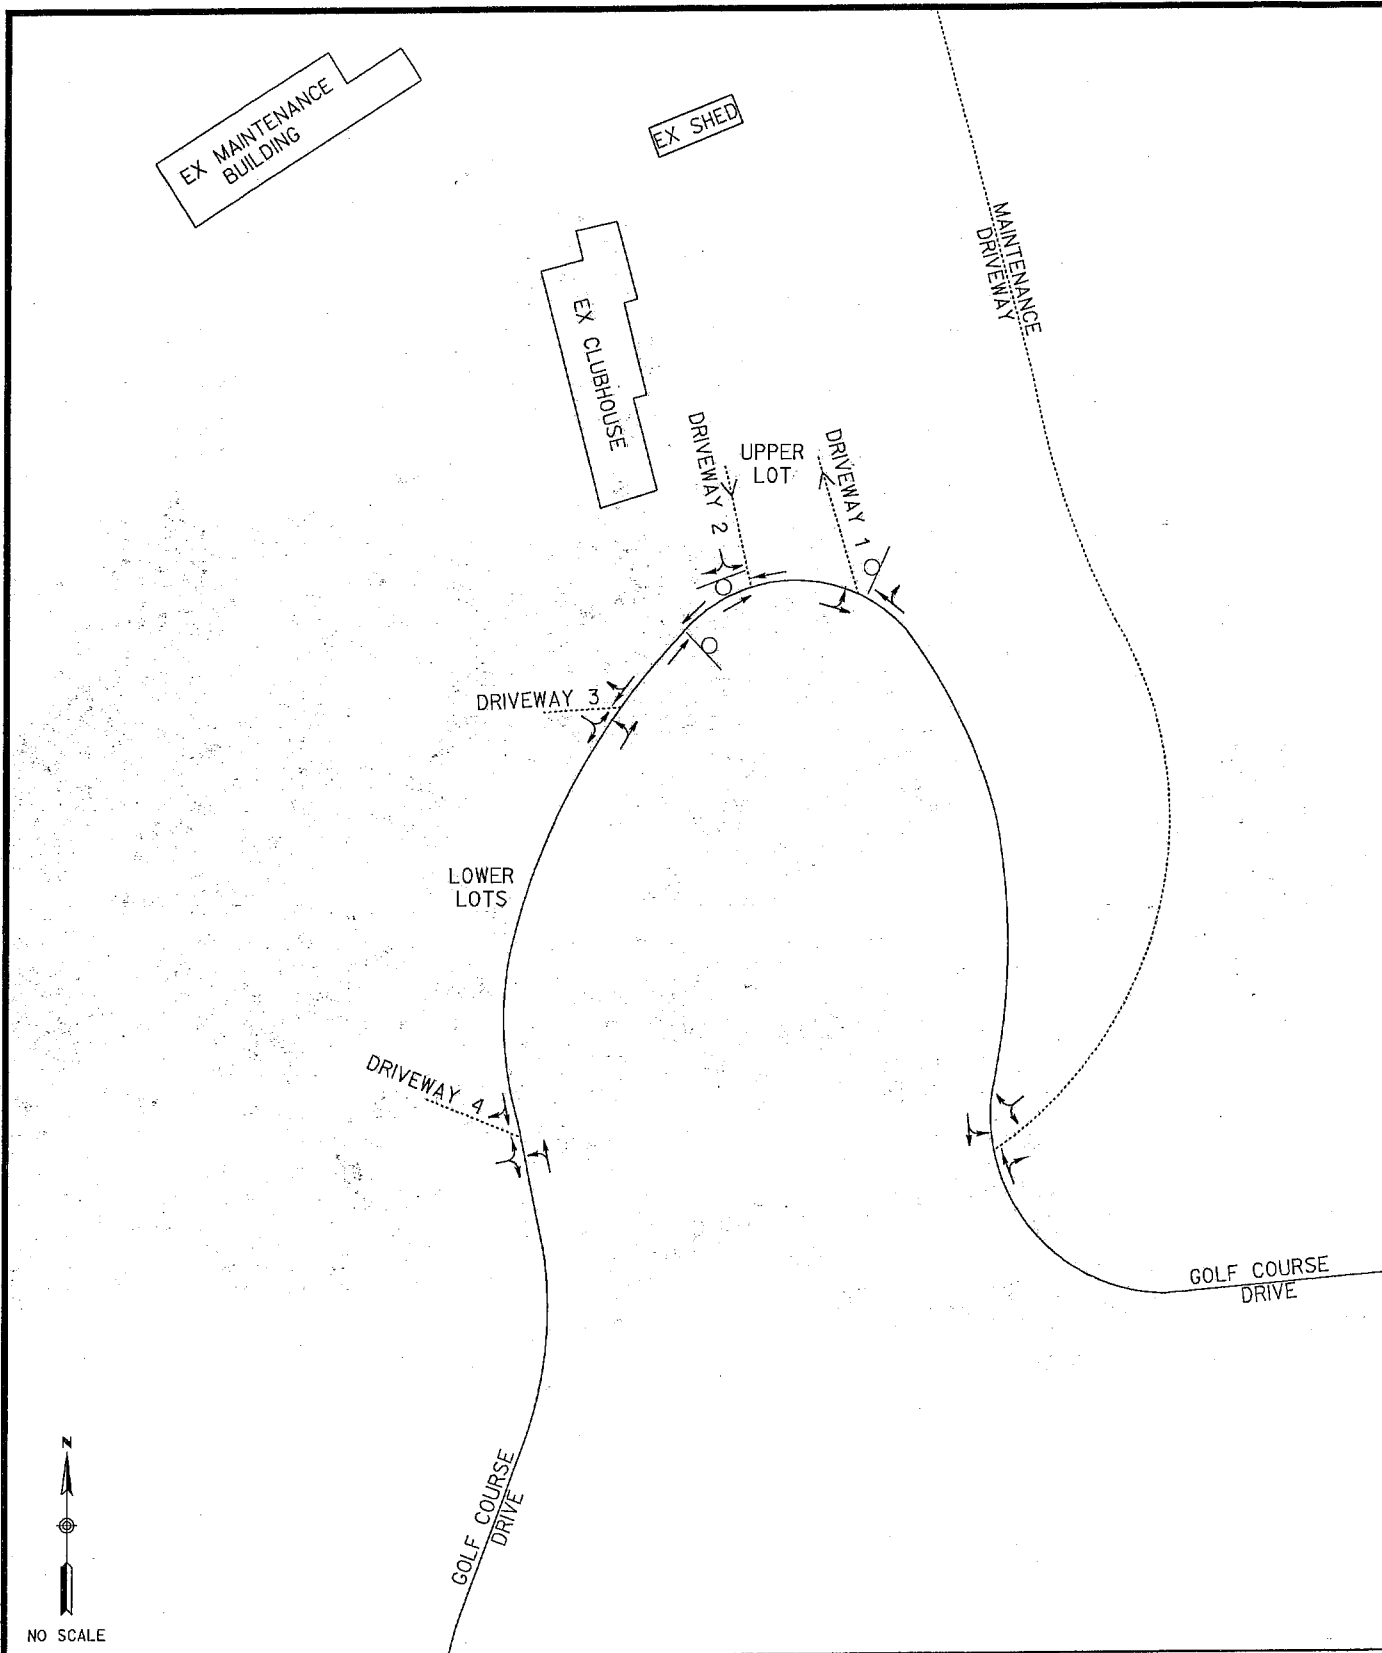 EX MAINTENANCE
BUILDING
EX SHED
MAINTENANCE
DRIVEWAY
EX CLUBHOUSE
DRIVEWAY 2
UPPER
LOT
DRIVEWAY 1
DRIVEWAY 3
LOWER
LOTS
DRIVEWAY 4
GOLF COURSE
DRIVE
GOLF COURSE
DRIVE
N
NO SCALE